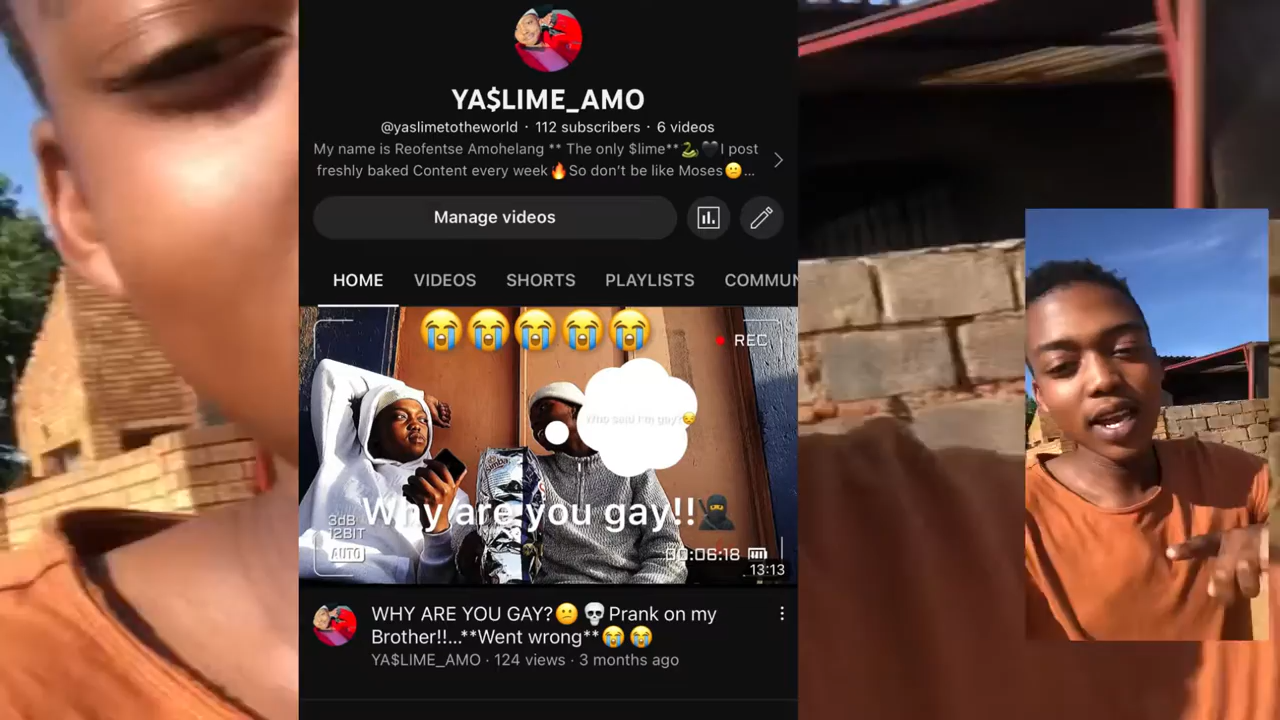 YA$LIME_AMO
@yaslimetotheworld · 112 subscribers · 6 videos
My name is Reofentse Amohelang ** The only $lime**🐍🖤I post
freshly baked Content every week🔥So don't be like Moses😕...
Manage videos
HOME VIDEOS SHORTS PLAYLISTS COMMUN
😭😭😭😭😭
REC
Who said I'm gay?😒
Why are you gay!!🥷
3dB
12BIT
AUTO
00:06:18
13:13
WHY ARE YOU GAY?😕💀Prank on my
Brother!!...**Went wrong**😭😭
YA$LIME_AMO · 124 views · 3 months ago